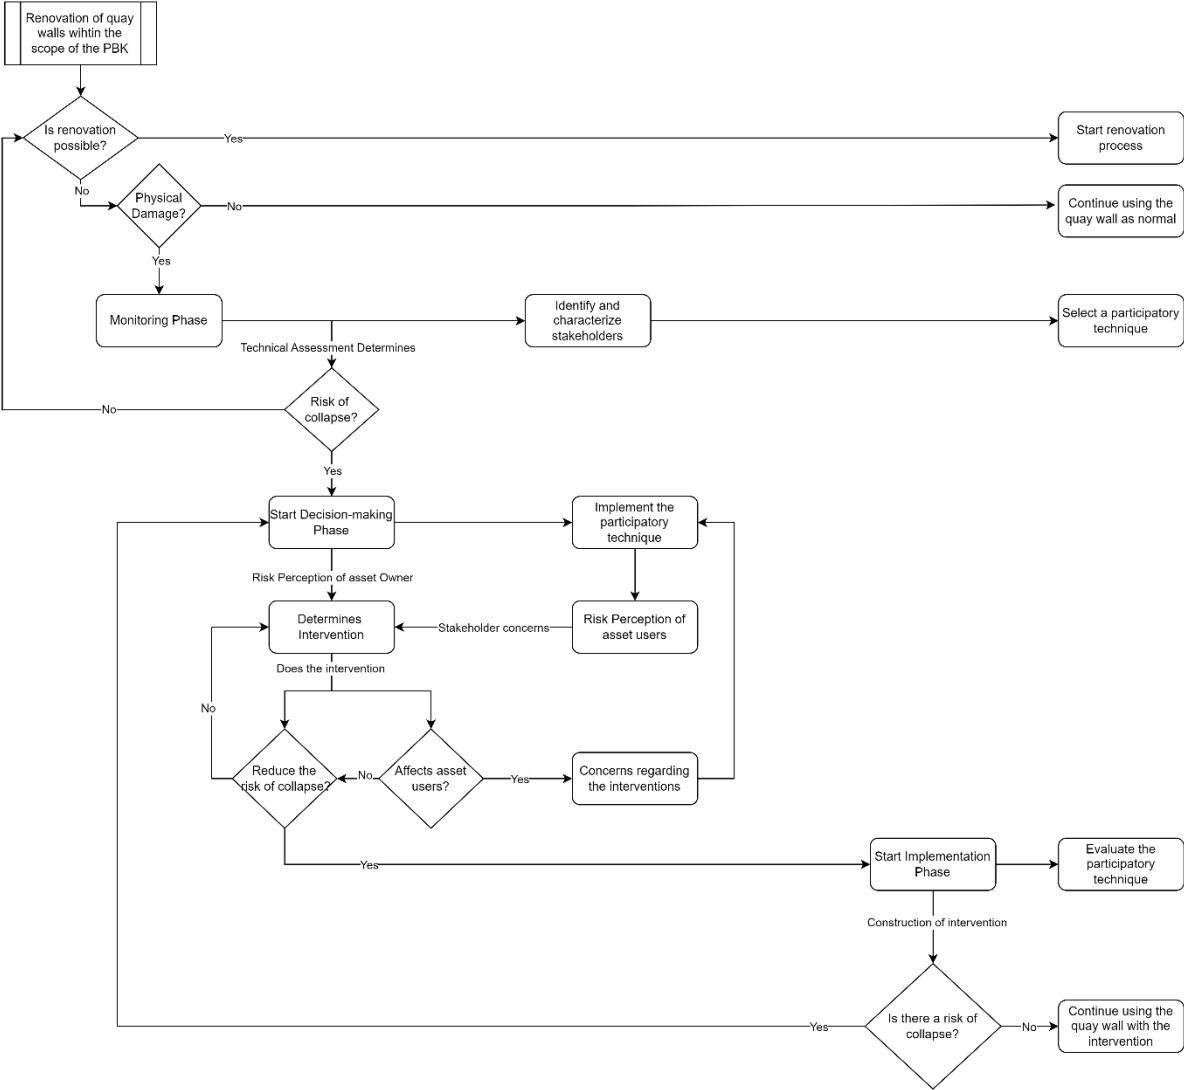 Renovation of quay
walls wihtin the
scope of the PBK
Is renovation
possible?
Yes
Start renovation
process
No
Physical
Damage?
No
Continue using the
quay wall as normal
Yes
Monitoring Phase
Identify and
characterize
stakeholders
Select a participatory
technique
Technical Assessment Determines
Risk of
collapse?
No
Yes
Start Decision-making
Phase
Implement the
participatory
technique
Risk Perception of asset Owner
Determines
Intervention
Stakeholder concerns
Risk Perception of
asset users
Does the intervention
No
Reduce the
risk of collapse?
No
Affects asset
users?
Yes
Concerns regarding
the interventions
Yes
Start Implementation
Phase
Evaluate the
participatory
technique
Construction of intervention
Is there a risk of
collapse?
Yes
No
Continue using the
quay wall with the
intervention